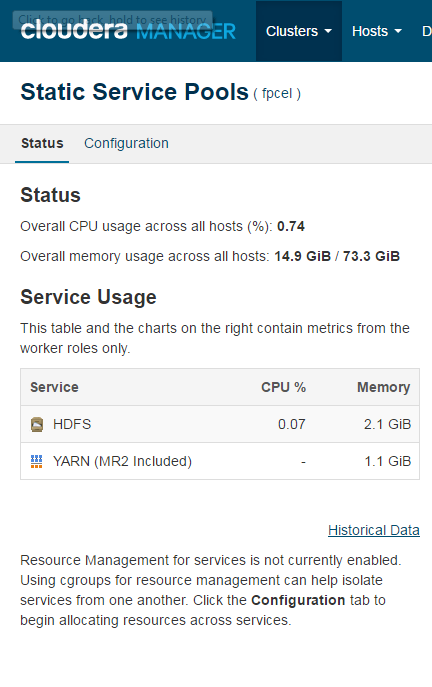 Click to go back, hold to see history
cloudera MANAGER Clusters Hosts D
Static Service Pools ( fpcel )
Status Configuration
Status
Overall CPU usage across all hosts (%): 0.74
Overall memory usage across all hosts: 14.9 GiB / 73.3 GiB
Service Usage
This table and the charts on the right contain metrics from the
worker roles only.
Service CPU % Memory
HDFS 0.07 2.1 GiB
YARN (MR2 Included) - 1.1 GiB
Historical Data
Resource Management for services is not currently enabled.
Using cgroups for resource management can help isolate
services from one another. Click the Configuration tab to
begin allocating resources across services.